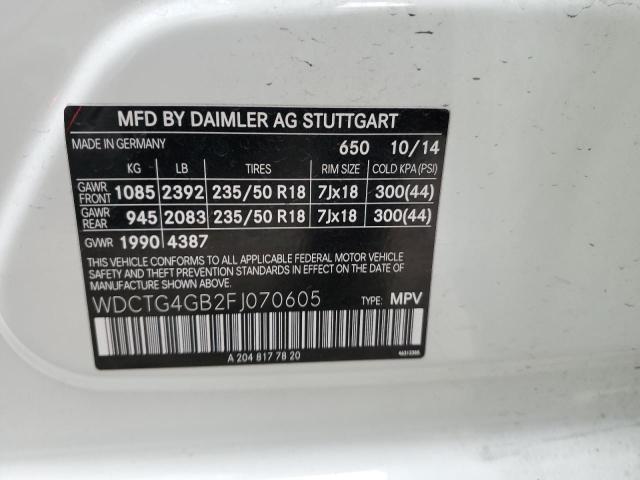 MFD BY DAIMLER AG STUTTGART
MADE IN GERMANY 650 10/14
KG LB TIRES RIM SIZE COLD KPA (PSI)
GAWR FRONT 1085 2392 235/50 R18 7Jx18 300(44)
GAWR REAR 945 2083 235/50 R18 7Jx18 300(44)
GVWR 1990 4387
THIS VEHICLE CONFORMS TO ALL APPLICABLE FEDERAL MOTOR VEHICLE
SAFETY AND THEFT PREVENTION STANDARDS IN EFFECT ON THE DATE OF
MANUFACTURE SHOWN ABOVE.
WDCTG4GB2FJ070605 TYPE: MPV
A 204 817 78 20